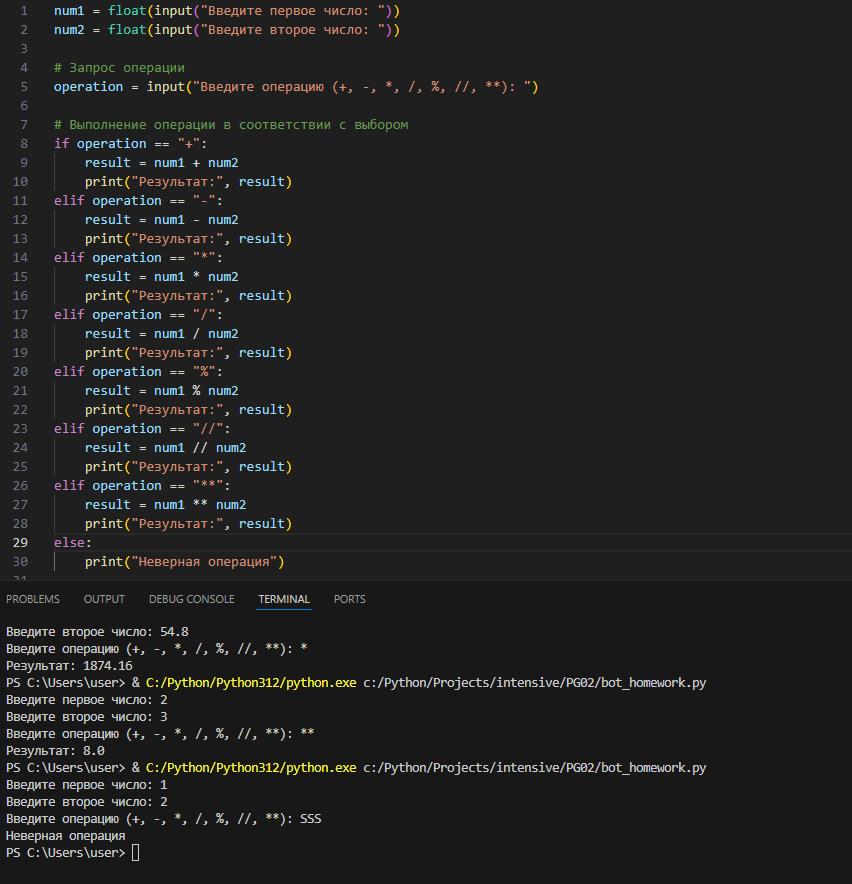 1 num1 = float(input("Введите первое число: "))
2 num2 = float(input("Введите второе число: "))
3
4 # Запрос операции
5 operation = input("Введите операцию (+, -, *, /, %, //, **): ")
6
7 # Выполнение операции в соответствии с выбором
8 if operation == "+":
9     result = num1 + num2
10     print("Результат:", result)
11 elif operation == "-":
12     result = num1 - num2
13     print("Результат:", result)
14 elif operation == "*":
15     result = num1 * num2
16     print("Результат:", result)
17 elif operation == "/":
18     result = num1 / num2
19     print("Результат:", result)
20 elif operation == "%":
21     result = num1 % num2
22     print("Результат:", result)
23 elif operation == "//":
24     result = num1 // num2
25     print("Результат:", result)
26 elif operation == "**":
27     result = num1 ** num2
28     print("Результат:", result)
29 else:
30     print("Неверная операция")
31
PROBLEMS OUTPUT DEBUG CONSOLE TERMINAL PORTS
Введите второе число: 54.8
Введите операцию (+, -, *, /, %, //, **): *
Результат: 1874.16
PS C:\Users\user> & C:/Python/Python312/python.exe c:/Python/Projects/intensive/PG02/bot_homework.py
Введите первое число: 2
Введите второе число: 3
Введите операцию (+, -, *, /, %, //, **): **
Результат: 8.0
PS C:\Users\user> & C:/Python/Python312/python.exe c:/Python/Projects/intensive/PG02/bot_homework.py
Введите первое число: 1
Введите второе число: 2
Введите операцию (+, -, *, /, %, //, **): SSS
Неверная операция
PS C:\Users\user>